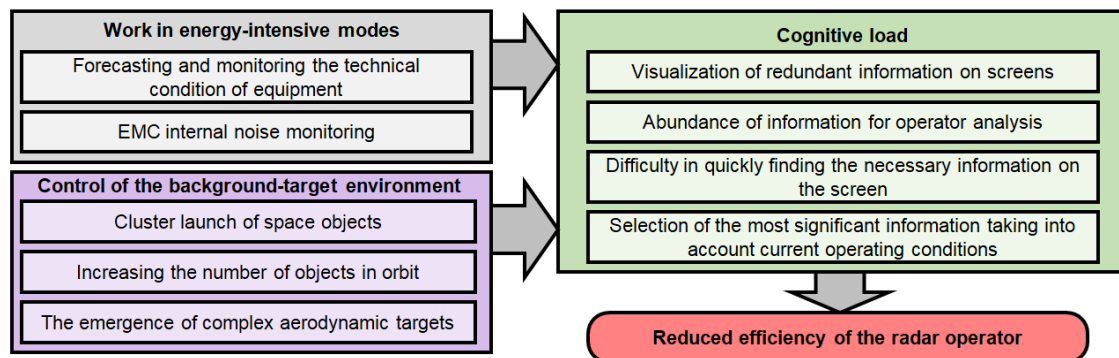 Work in energy-intensive modes
Forecasting and monitoring the technical
condition of equipment
EMC internal noise monitoring
Control of the background-target environment
Cluster launch of space objects
Increasing the number of objects in orbit
The emergence of complex aerodynamic targets
Cognitive load
Visualization of redundant information on screens
Abundance of information for operator analysis
Difficulty in quickly finding the necessary information on
the screen
Selection of the most significant information taking into
account current operating conditions
Reduced efficiency of the radar operator